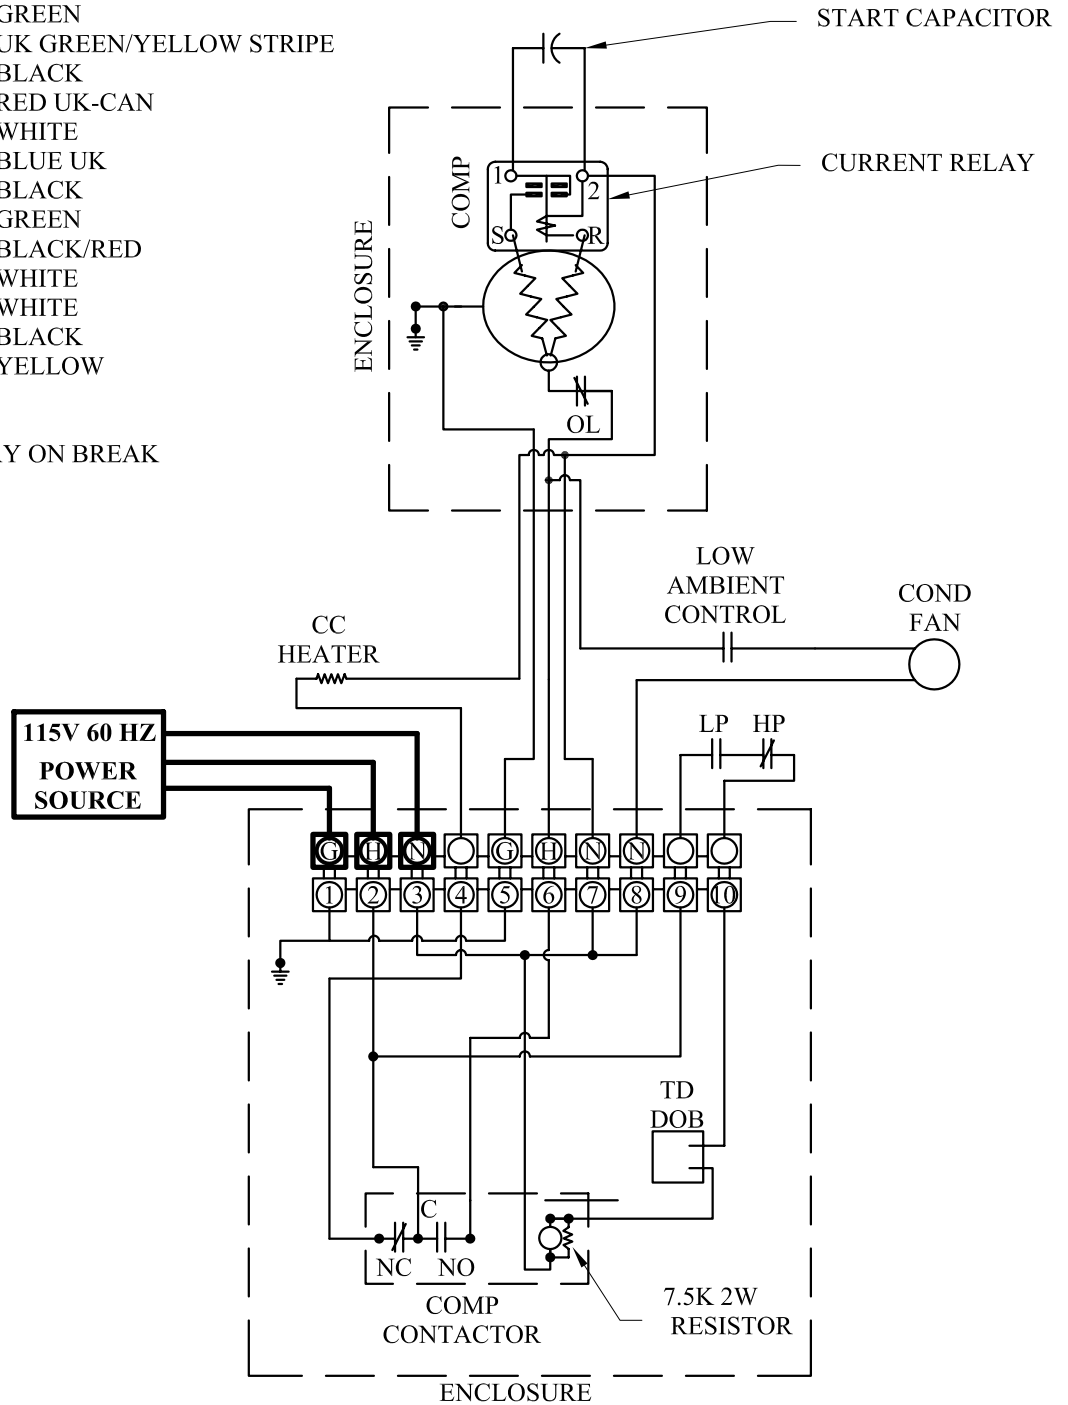 GREEN
UK GREEN/YELLOW STRIPE
BLACK
RED UK-CAN
WHITE
BLUE UK
BLACK
GREEN
BLACK/RED
WHITE
WHITE
BLACK
YELLOW
Y ON BREAK
START CAPACITOR
CURRENT RELAY
COMP
ENCLOSURE
1
2
S
R
OL
LOW
AMBIENT
CONTROL
COND
FAN
CC
HEATER
115V 60 HZ
POWER
SOURCE
LP HP
G H N G H N N
1 2 3 4 5 6 7 8 9 10
TD
DOB
C
NC NO
COMP
CONTACTOR
7.5K 2W
RESISTOR
ENCLOSURE